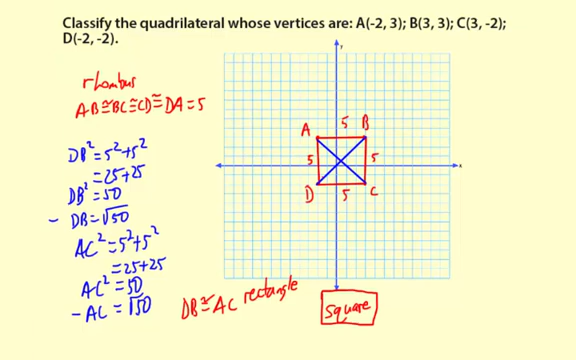 Classify the quadrilateral whose vertices are: A(-2, 3); B(3, 3); C(3, -2);
D(-2, -2).
rhombus
AB≅BC≅CD≅DA=5
DB²=5²+5²
=25+25
DB²=50
- DB=√50
AC²=5²+5²
=25+25
AC²=50
- AC=√50
DB≅AC rectangle
square
y
x
A 5 B
5 5
D 5 C